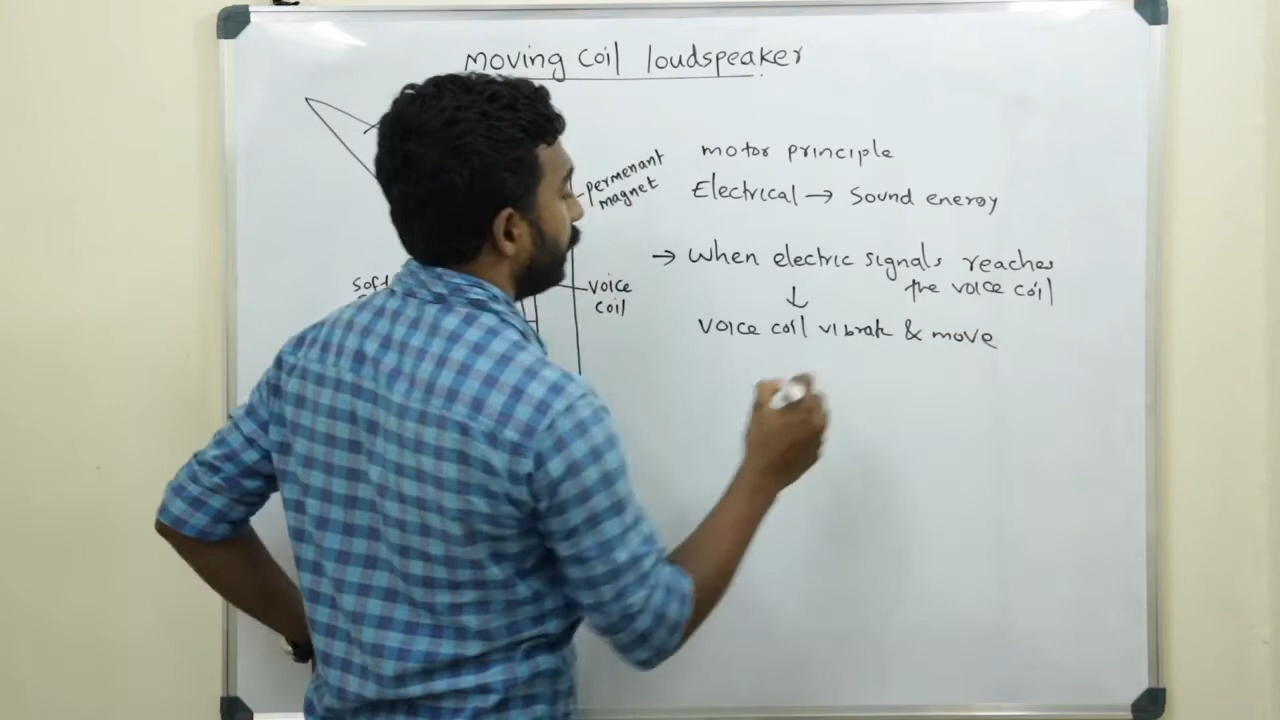 moving coil loudspeaker
motor principle
Electrical → Sound energy
→ When electric signals reaches
the voice coil
↓
voice coil vibrate & move
permenant
magnet
voice
coil
Soft